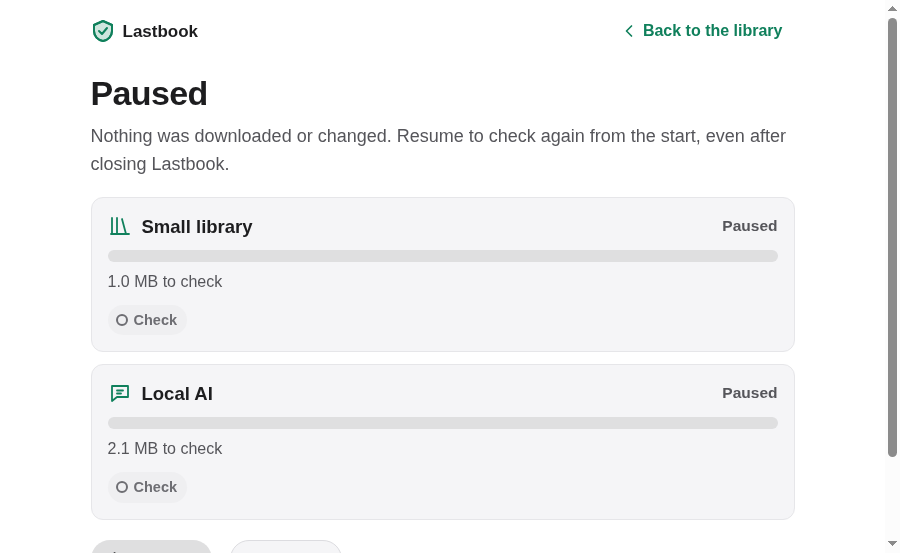 Lastbook
Back to the library
Paused
Nothing was downloaded or changed. Resume to check again from the start, even after
closing Lastbook.
Small library
Paused
1.0 MB to check
Check
Local AI
Paused
2.1 MB to check
Check